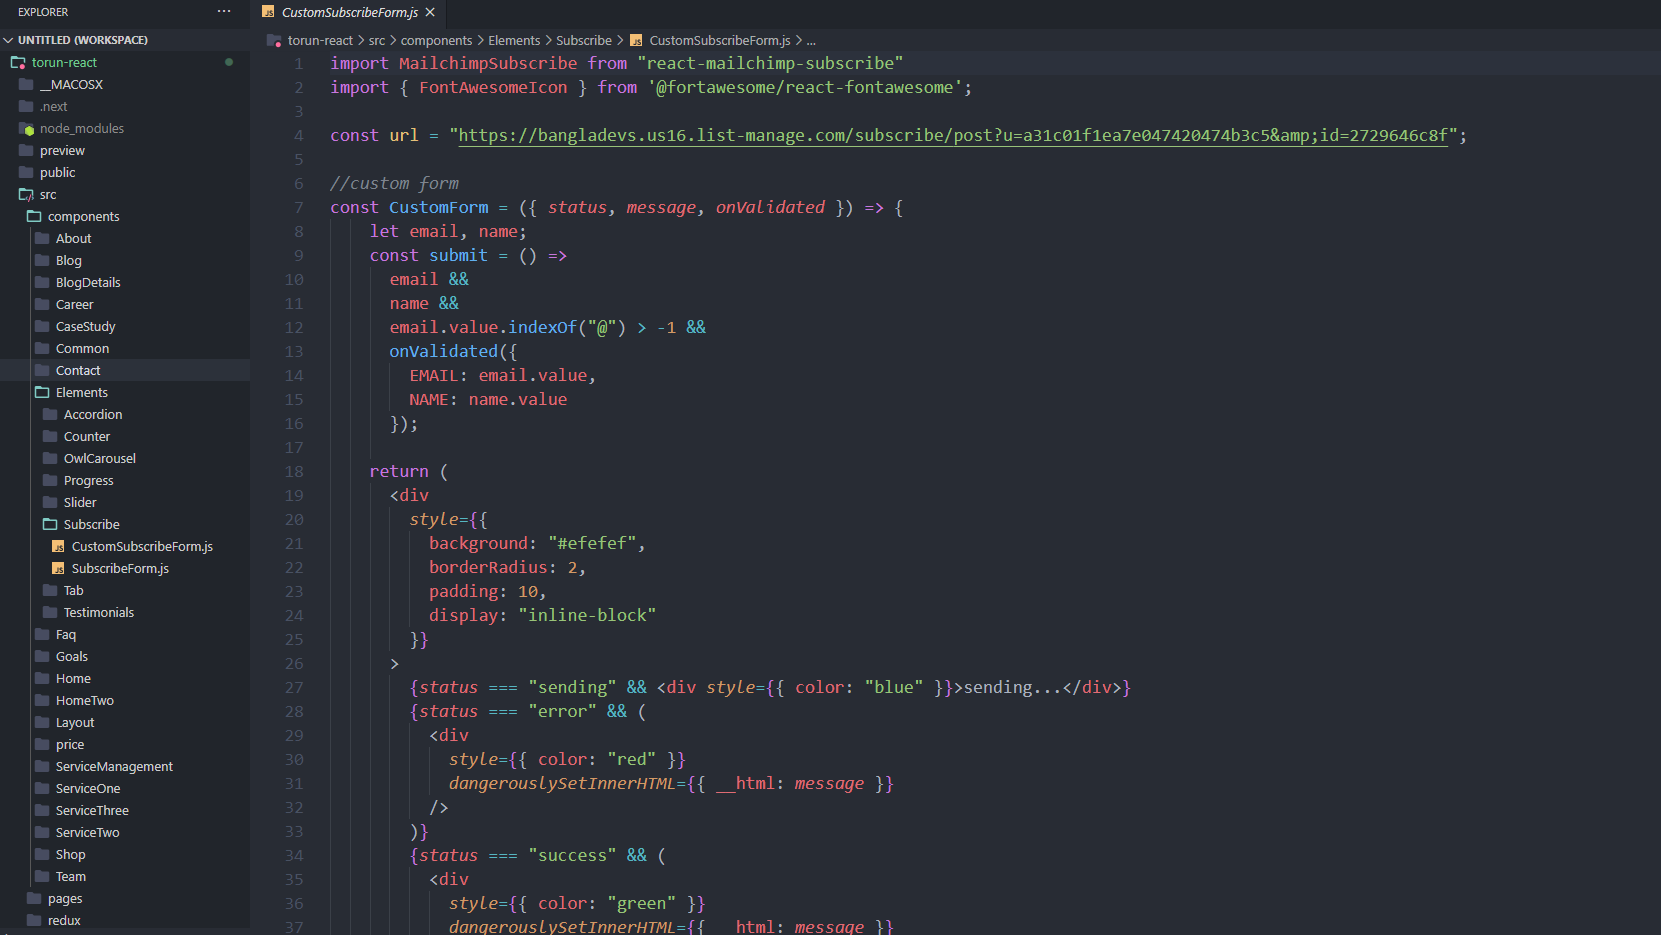 EXPLORER
UNTITLED (WORKSPACE)
torun-react
__MACOSX
.next
node_modules
preview
public
src
components
About
Blog
BlogDetails
Career
CaseStudy
Common
Contact
Elements
Accordion
Counter
OwlCarousel
Progress
Slider
Subscribe
CustomSubscribeForm.js
SubscribeForm.js
Tab
Testimonials
Faq
Goals
Home
HomeTwo
Layout
price
ServiceManagement
ServiceOne
ServiceThree
ServiceTwo
Shop
Team
pages
redux
JS CustomSubscribeForm.js ×
torun-react > src > components > Elements > Subscribe > JS CustomSubscribeForm.js > ...
1 import MailchimpSubscribe from "react-mailchimp-subscribe"
2 import { FontAwesomeIcon } from '@fortawesome/react-fontawesome';
3
4 const url = "https://bangladevs.us16.list-manage.com/subscribe/post?u=a31c01f1ea7e047420474b3c5&amp;id=2729646c8f";
5
6 //custom form
7 const CustomForm = ({ status, message, onValidated }) => {
8 let email, name;
9 const submit = () =>
10 email &&
11 name &&
12 email.value.indexOf("@") > -1 &&
13 onValidated({
14 EMAIL: email.value,
15 NAME: name.value
16 });
17
18 return (
19 <div
20 style={{
21 background: "#efefef",
22 borderRadius: 2,
23 padding: 10,
24 display: "inline-block"
25 }}
26 >
27 {status === "sending" && <div style={{ color: "blue" }}>sending...</div>}
28 {status === "error" && (
29 <div
30 style={{ color: "red" }}
31 dangerouslySetInnerHTML={{ __html: message }}
32 />
33 )}
34 {status === "success" && (
35 <div
36 style={{ color: "green" }}
37 dangerouslySetInnerHTML={{ __html: message }}